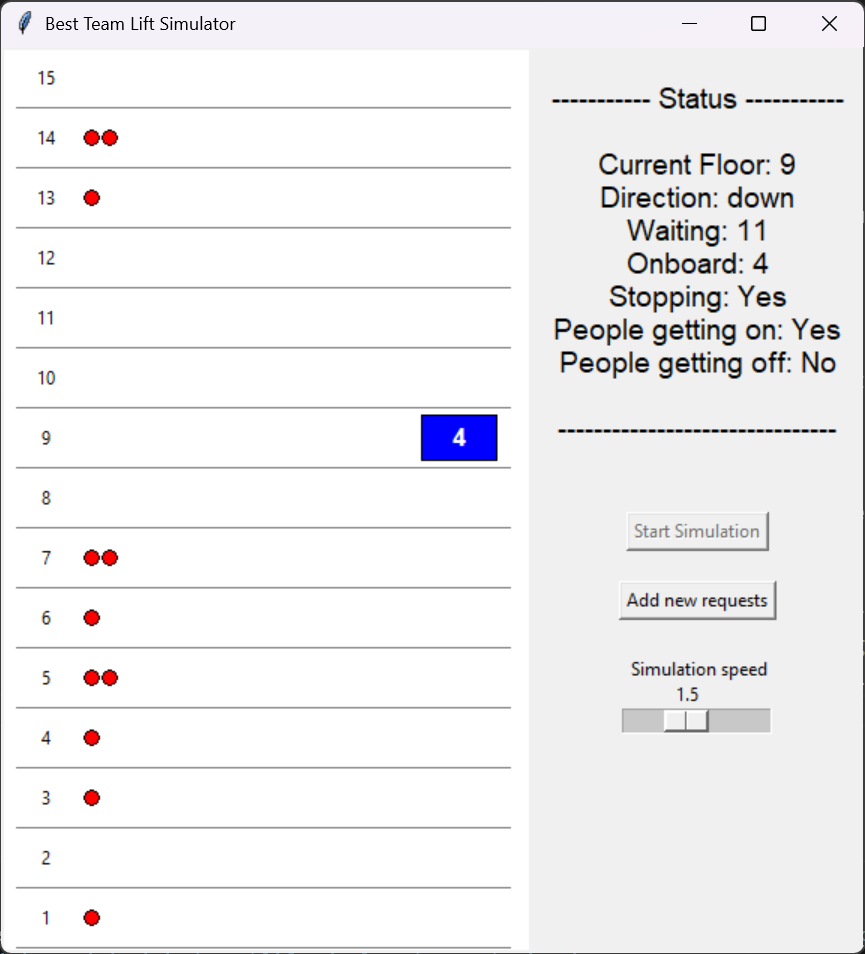 Best Team Lift Simulator
15
14
13
12
11
10
9
4
8
7
6
5
4
3
2
1
----------- Status -----------
Current Floor: 9
Direction: down
Waiting: 11
Onboard: 4
Stopping: Yes
People getting on: Yes
People getting off: No
-------------------------------
Start Simulation
Add new requests
Simulation speed
1.5